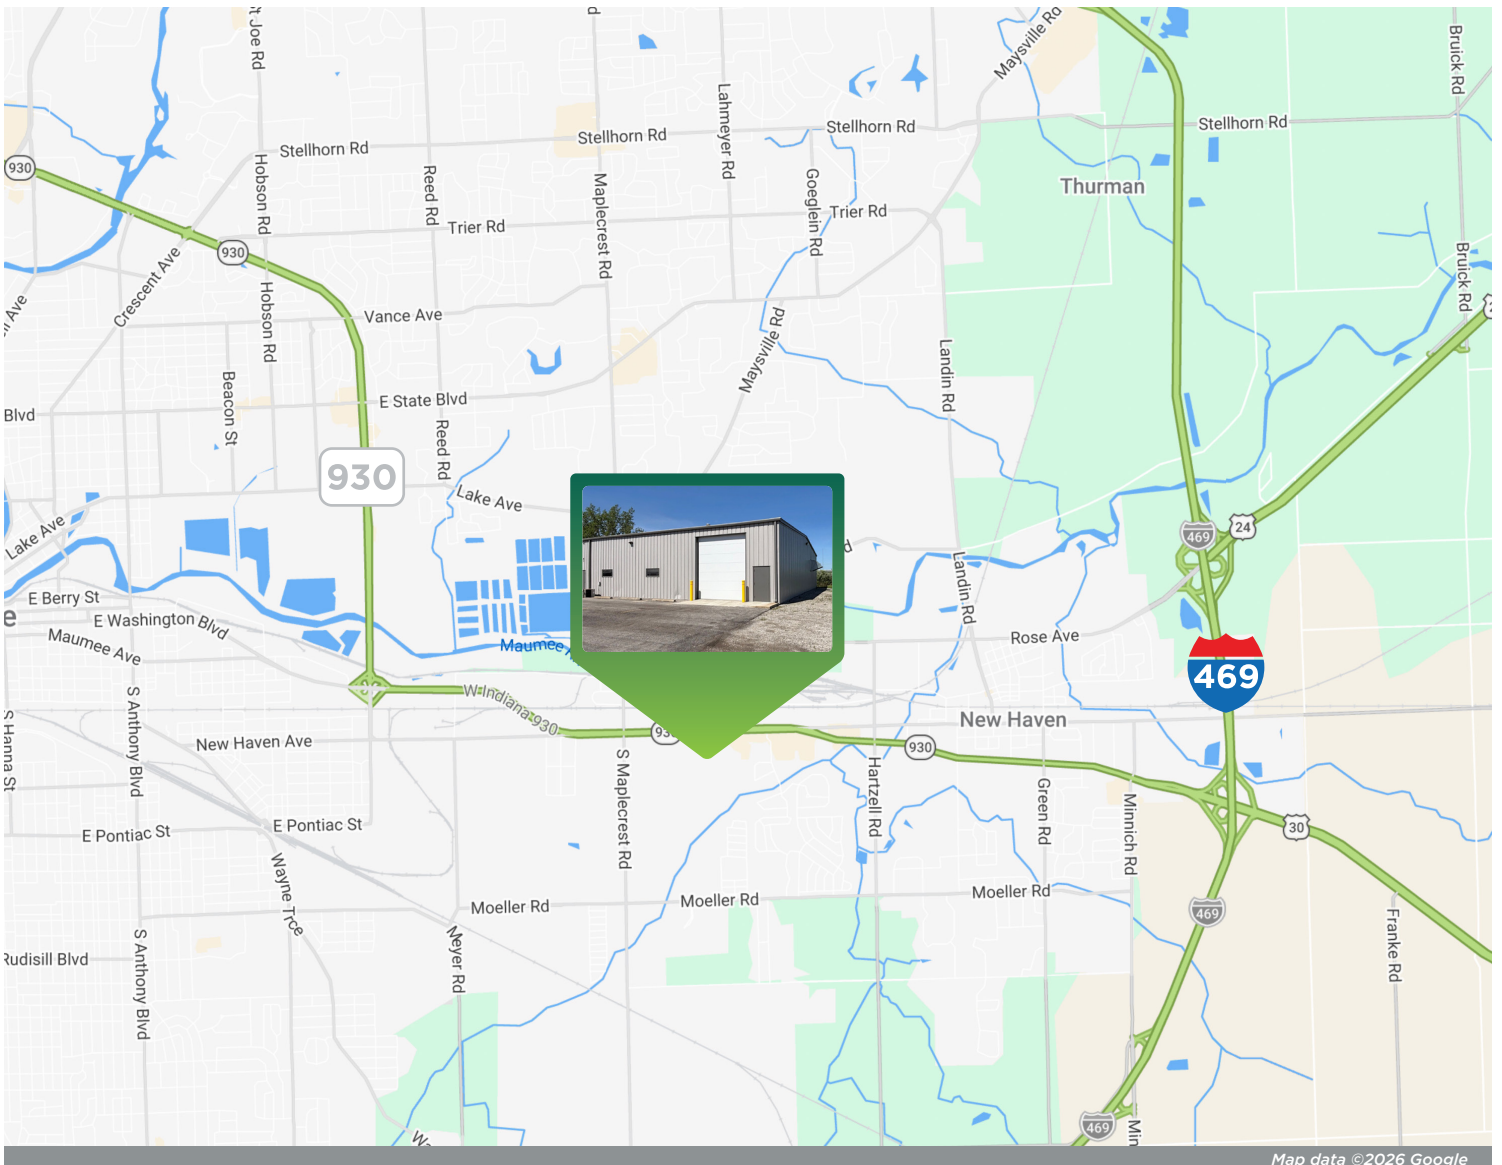 St Joe Rd
Maysville Rd
Bruick Rd
Lahmeyer Rd
Stellhorn Rd
Stellhorn Rd
Stellhorn Rd
Stellhorn Rd
930
Hobson Rd
Reed Rd
Maplecrest Rd
Goeglein Rd
Thurman
Trier Rd
Trier Rd
930
Crescent Ave
Hobson Rd
Bruick Rd
Vance Ave
Maysville Rd
Landin Rd
Beacon St
E State Blvd
Blvd
Reed Rd
930
Lake Ave
Lake Ave
469
24
Landin Rd
E Berry St
E Washington Blvd
Maumee Ave
Maumee
Rose Ave
469
S Anthony Blvd
W Indiana 930
S Hanna St
New Haven Ave
930
New Haven
930
S Maplecrest Rd
Hartzell Rd
Green Rd
Minnich Rd
30
E Pontiac St
E Pontiac St
Wayne Trce
Moeller Rd
Moeller Rd
Moeller Rd
469
S Anthony Blvd
Meyer Rd
Franke Rd
Rudisill Blvd
469
Map data ©2026 Google